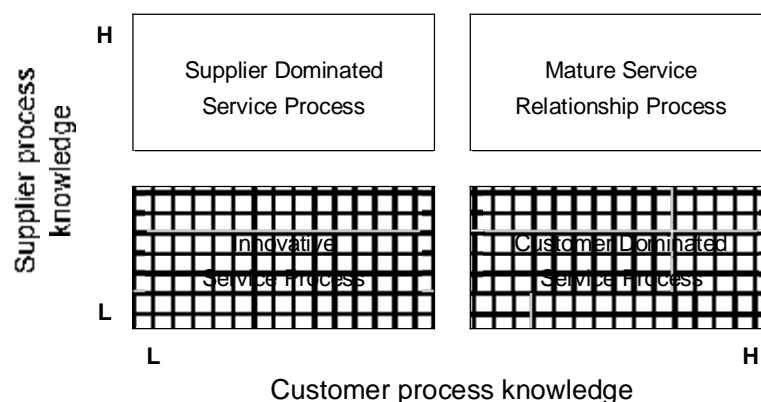 H
Supplier Dominated
Service Process
Mature Service
Relationship Process
Supplier process
knowledge
Innovative
Service Process
Customer Dominated
Service Process
L
L
H
Customer process knowledge